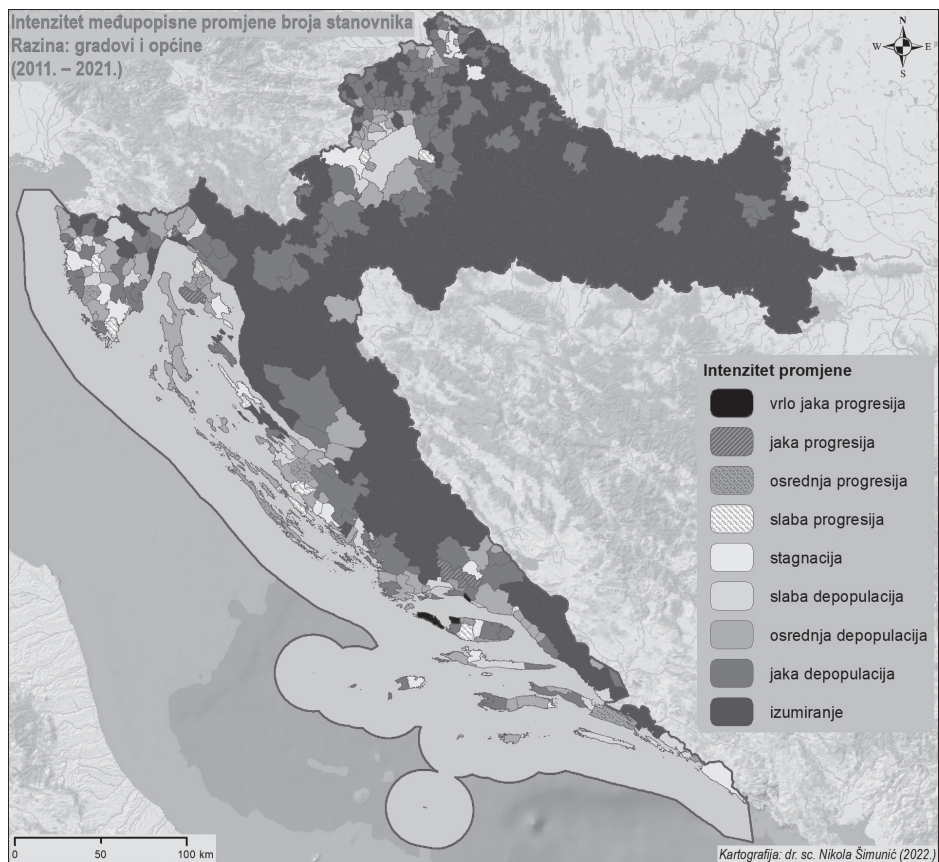 Intenzitet međupopisne promjene broja stanovnika
Razina: gradovi i općine
(2011. – 2021.)
N
W E
S
Intenzitet promjene
vrlo jaka progresija
jaka progresija
osrednja progresija
slaba progresija
stagnacija
slaba depopulacija
osrednja depopulacija
jaka depopulacija
izumiranje
0 50 100 km
Kartografija: dr. sc. Nikola Šimunić (2022.)